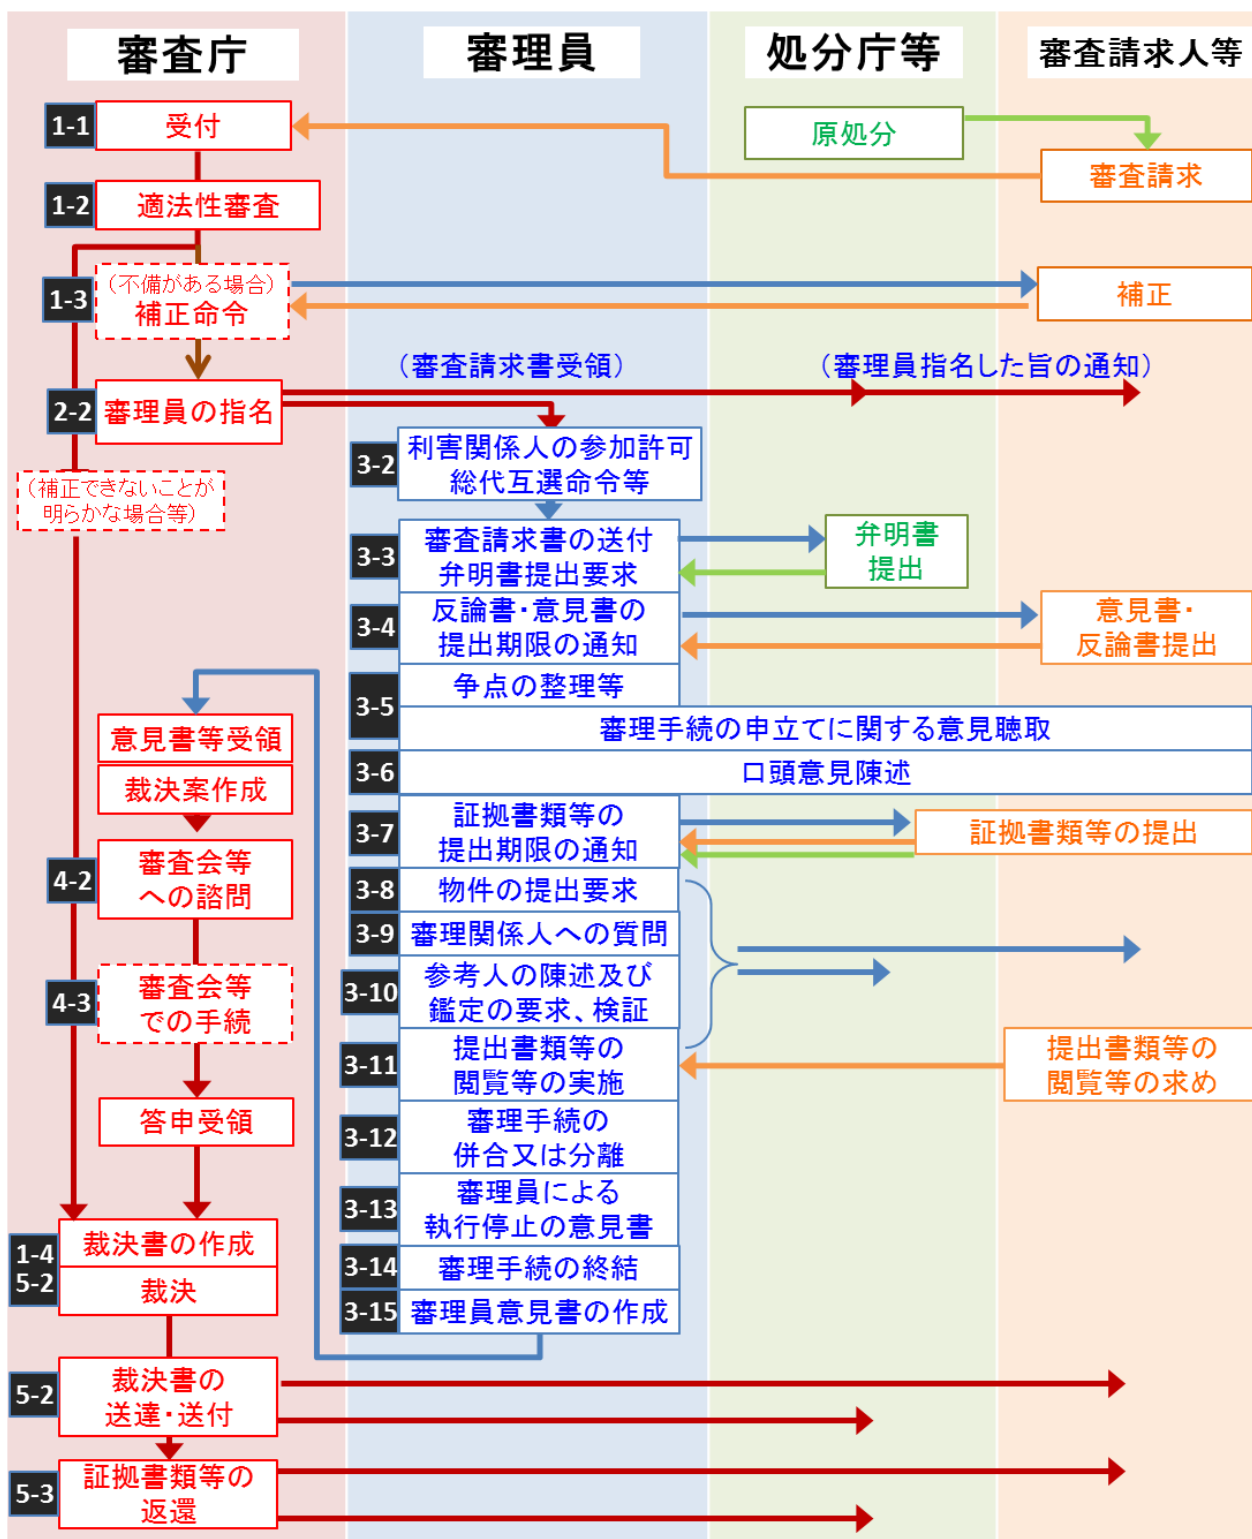 審査庁
審理員
処分庁等
審査請求人等
1-1
受付
原処分
審査請求
1-2
適法性審査
1-3
(不備がある場合)
補正命令
補正
(審査請求書受領)
(審理員指名した旨の通知)
2-2
審理員の指名
3-2
利害関係人の参加許可
総代互選命令等
(補正できないことが
明らかな場合等)
3-3
審査請求書の送付
弁明書提出要求
弁明書
提出
3-4
反論書・意見書の
提出期限の通知
意見書・
反論書提出
3-5
争点の整理等
審理手続の申立てに関する意見聴取
意見書等受領
3-6
口頭意見陳述
裁決案作成
3-7
証拠書類等の
提出期限の通知
証拠書類等の提出
4-2
審査会等
への諮問
3-8
物件の提出要求
3-9
審理関係人への質問
4-3
審査会等
での手続
3-10
参考人の陳述及び
鑑定の要求、検証
3-11
提出書類等の
閲覧等の実施
提出書類等の
閲覧等の求め
答申受領
3-12
審理手続の
併合又は分離
3-13
審理員による
執行停止の意見書
1-4
5-2
裁決書の作成
裁決
3-14
審理手続の終結
3-15
審理員意見書の作成
5-2
裁決書の
送達・送付
5-3
証拠書類等の
返還